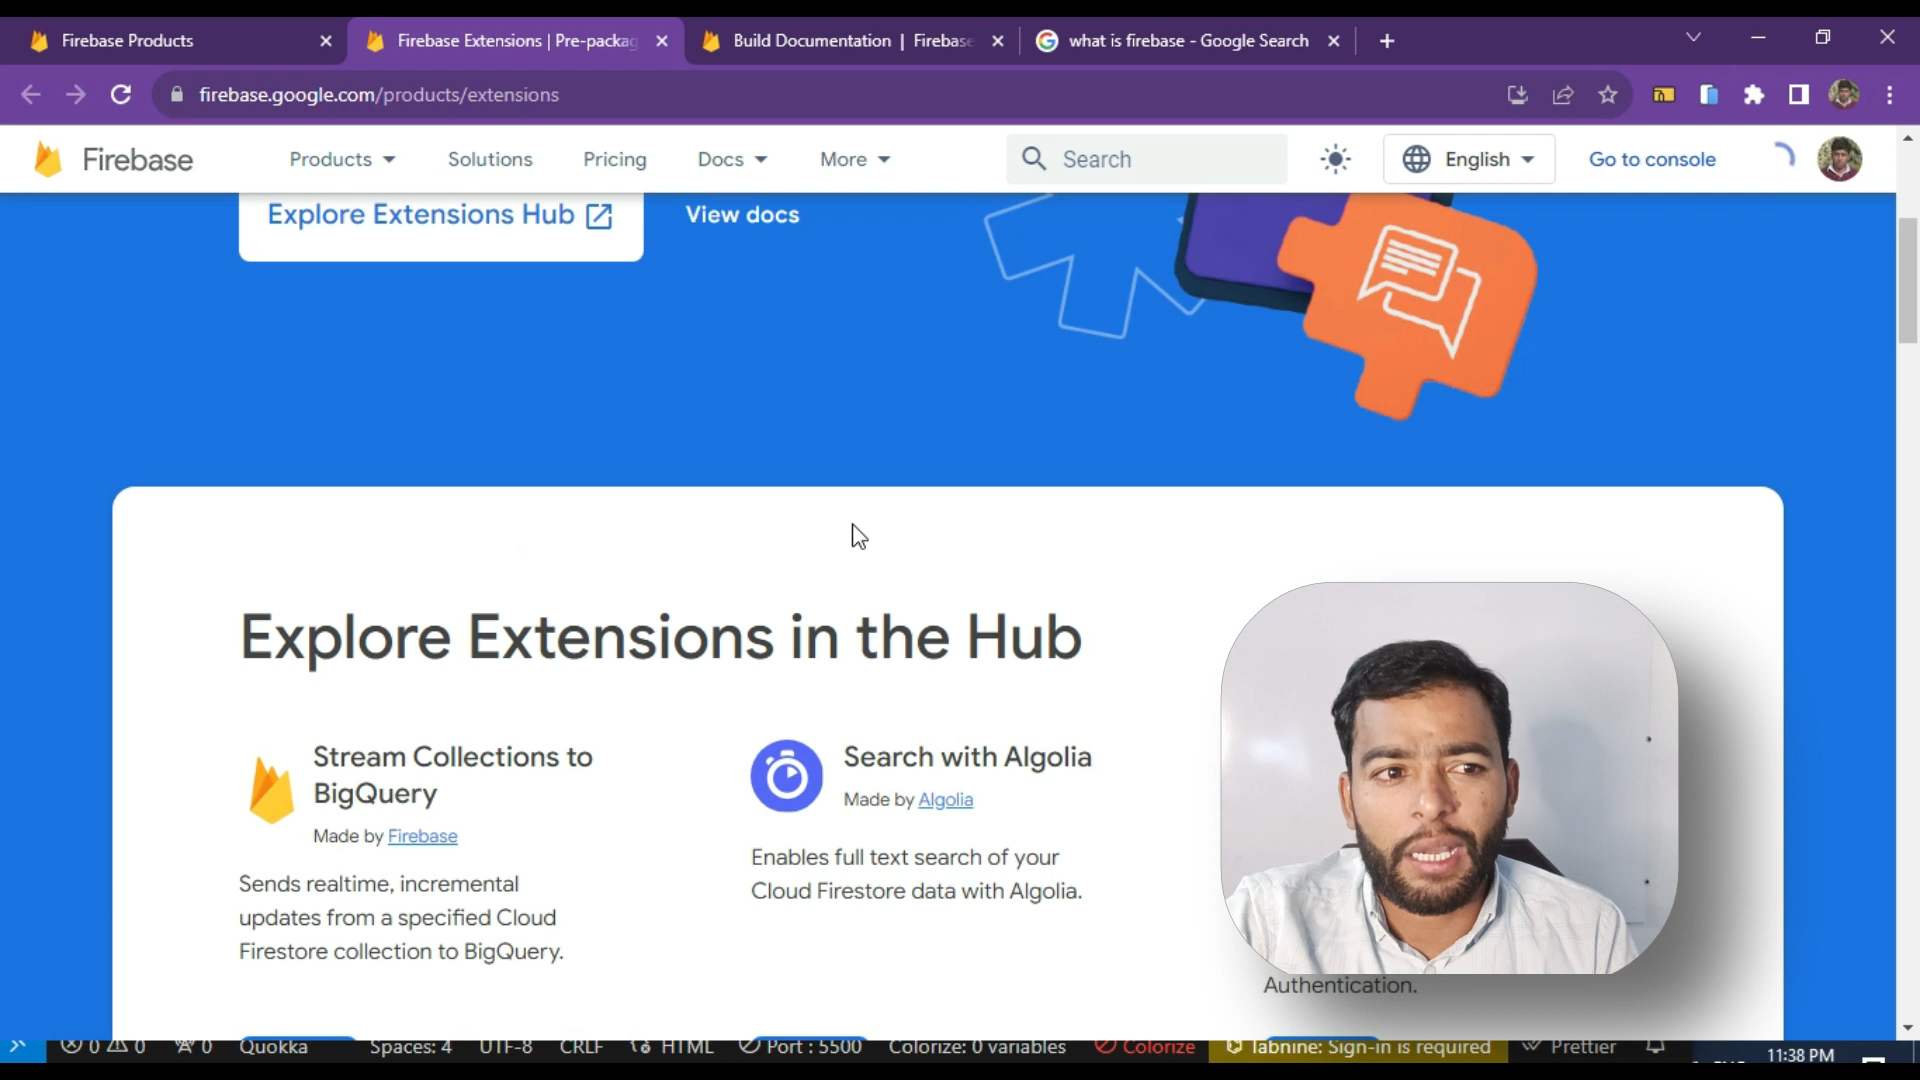 Firebase Products
Firebase Extensions | Pre-packag
Build Documentation | Firebase
what is firebase - Google Search
firebase.google.com/products/extensions
Firebase
Products
Solutions
Pricing
Docs
More
Search
English
Go to console
Explore Extensions Hub
View docs
Explore Extensions in the Hub
Stream Collections to
BigQuery
Made by Firebase
Sends realtime, incremental
updates from a specified Cloud
Firestore collection to BigQuery.
Search with Algolia
Made by Algolia
Enables full text search of your
Cloud Firestore data with Algolia.
Authentication.
0 0 0 Quokka Spaces: 4 UTF-8 CRLF HTML Port : 5500 Colorize: 0 variables Colorize Tabnine: Sign-in is required Prettier
11:38 PM